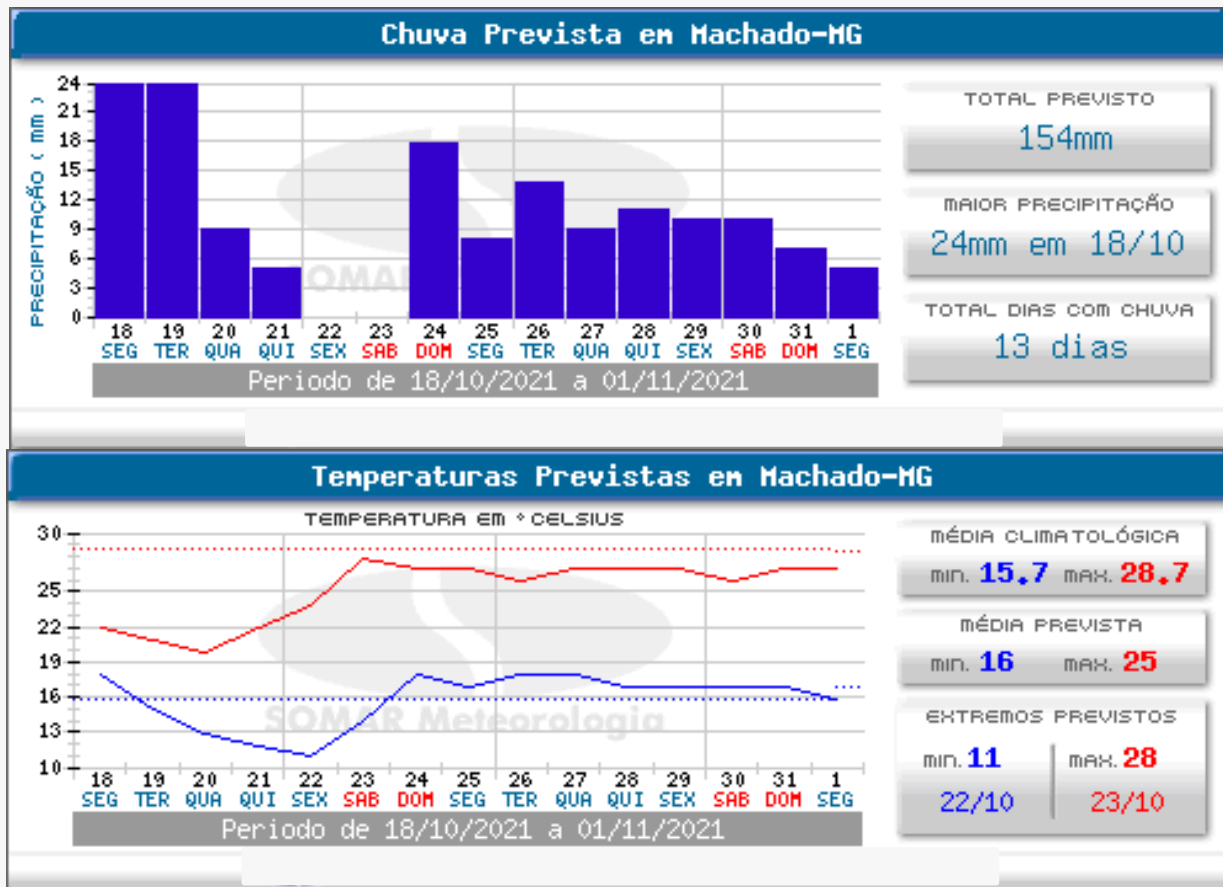 Chuva Prevista em Machado-MG
PRECIPITAÇÃO ( mm )
24
21
18
15
12
9
6
3
0
SOMAR
18 19 20 21 22 23 24 25 26 27 28 29 30 31 1
SEG TER QUA QUI SEX SAB DOM SEG TER QUA QUI SEX SAB DOM SEG
Periodo de 18/10/2021 a 01/11/2021
TOTAL PREVISTO
154mm
MAIOR PRECIPITAÇÃO
24mm em 18/10
TOTAL DIAS COM CHUVA
13 dias
Temperaturas Previstas em Machado-MG
TEMPERATURA EM °CELSIUS
30
25
22
19
16
13
10
SOMAR Meteorologia
18 19 20 21 22 23 24 25 26 27 28 29 30 31 1
SEG TER QUA QUI SEX SAB DOM SEG TER QUA QUI SEX SAB DOM SEG
Periodo de 18/10/2021 a 01/11/2021
MÉDIA CLIMATOLÓGICA
min. 15.7 max. 28.7
MÉDIA PREVISTA
min. 16 max. 25
EXTREMOS PREVISTOS
min. 11 max. 28
22/10 23/10